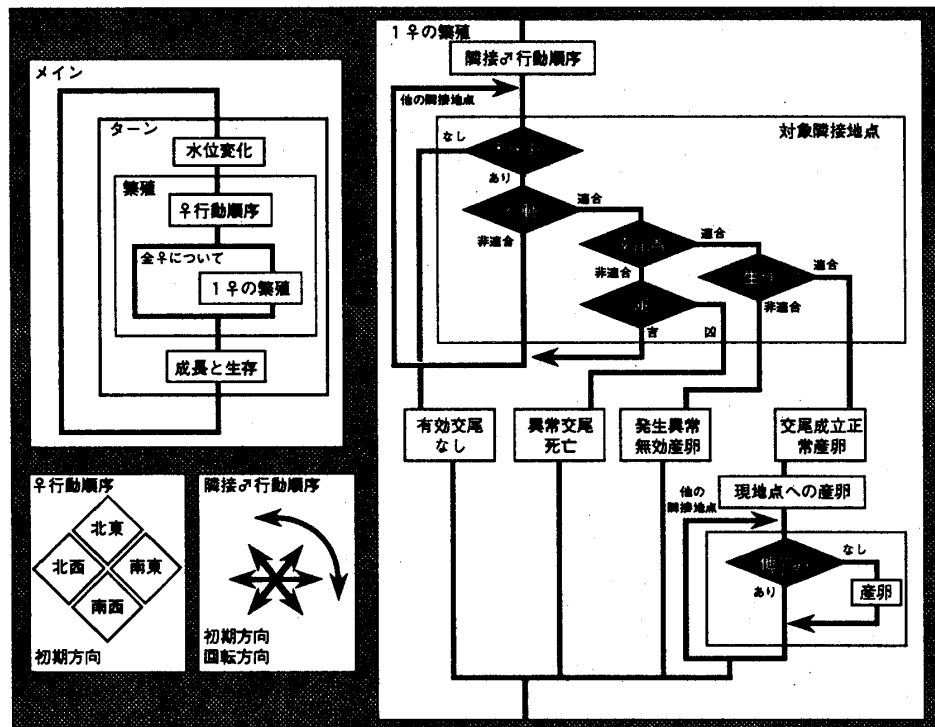 メイン
ターン
水位変化
繁殖
♀行動順序
全♀について
1♀の繁殖
成長と生存
♀行動順序
北東
北西
南東
南西
初期方向
隣接♂行動順序
初期方向
回転方向
1♀の繁殖
隣接♂行動順序
他の隣接地点
対象隣接地点
なし
あり
連合
非連合
連合
非連合
連合
非連合
吉
凶
有効交尾
なし
異常交尾
死亡
発生異常
無効産卵
交尾成立正
常産卵
現地点への産卵
他の
隣接地点
なし
あり
産卵